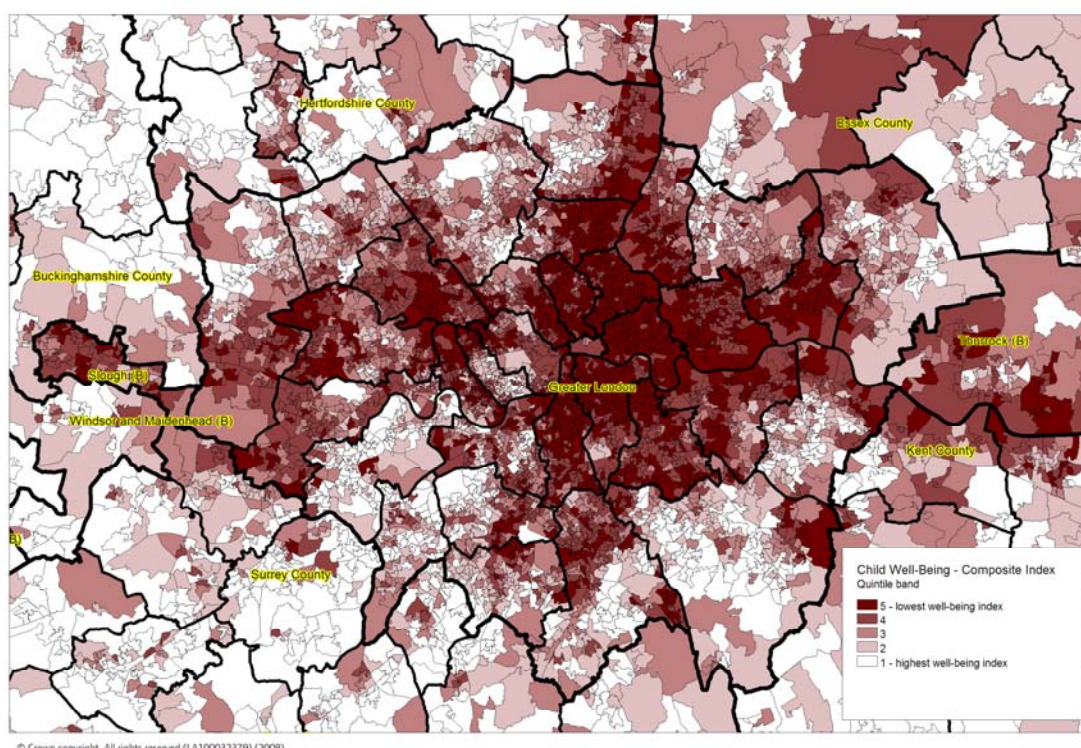 Hertfordshire County
Essex County
Buckinghamshire County
Thurrock (B)
Slough (B)
Greater London
Windsor and Maidenhead (B)
Kent County
B)
Surrey County
Child Well-Being - Composite Index
Quintile band
5 - lowest well-being index
4
3
2
1 - highest well-being index
© Crown copyright. All rights reserved (LA100032379) (2008)